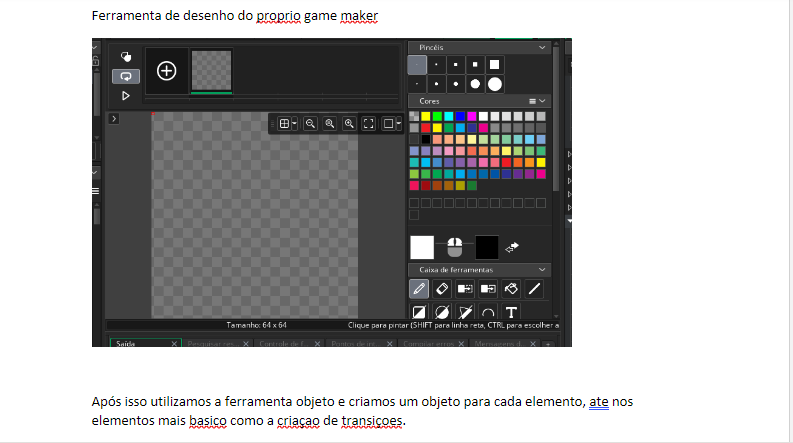 Ferramenta de desenho do proprio game maker
Pincéis
Cores
Caixa de ferramentas
T
Tamanho: 64 x 64 Clique para pintar (SHIFT para linha reta, CTRL para escolher a
Saída Pesquisar res... Controle de f... Pontos de int... Comprar erros Mensagens d...
Após isso utilizamos a ferramenta objeto e criamos um objeto para cada elemento, ate nos
elementos mais basico como a criaçao de transiçoes.